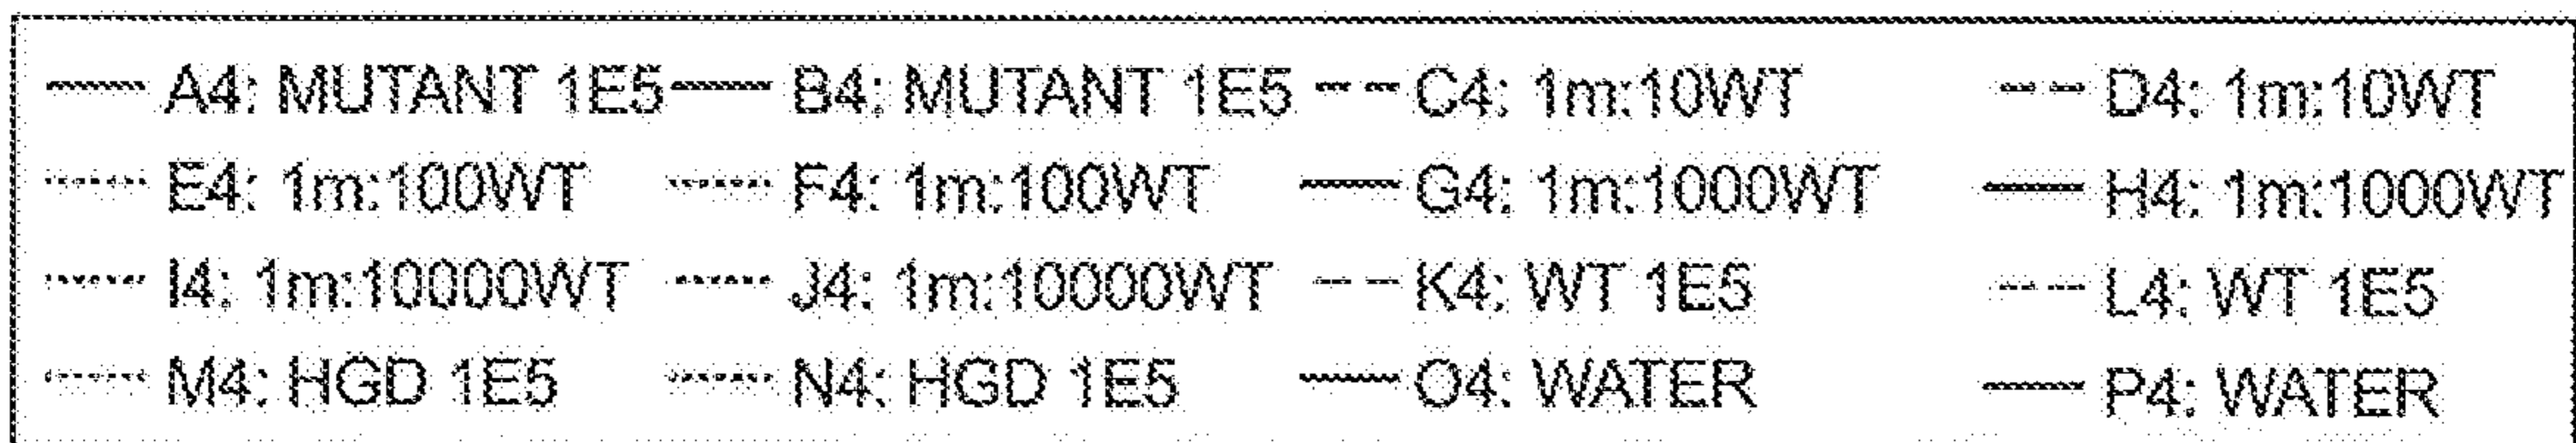 A4: MUTANT 1E5 B4: MUTANT 1E5 C4: 1m:10WT D4: 1m:10WT
E4: 1m:100WT F4: 1m:100WT G4: 1m:1000WT H4: 1m:1000WT
I4: 1m:10000WT J4: 1m:10000WT K4: WT 1E5 L4: WT 1E5
M4: HGD 1E5 N4: HGD 1E5 O4: WATER P4: WATER